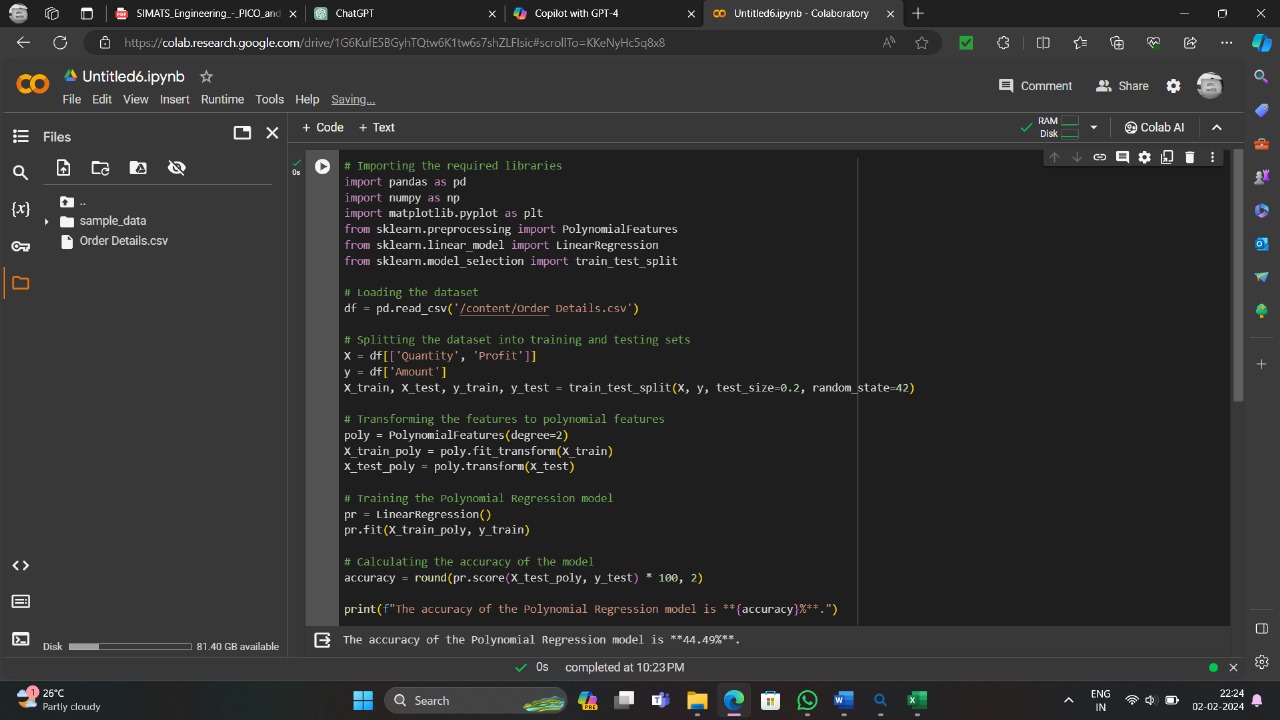 SIMATS_Engineering_-_PICO_and
ChatGPT
Copilot with GPT-4
Untitled6.ipynb - Colaboratory
https://colab.research.google.com/drive/1G6KufE5BGyhTQtw6K1tw6s7shZLFIsic#scrollTo=KKeNyHc5q8x8
Untitled6.ipynb
Comment
Share
File Edit View Insert Runtime Tools Help Saving...
Files
+ Code + Text
RAM
Disk
Colab AI
..
sample_data
Order Details.csv
{x}
0s
# Importing the required libraries
import pandas as pd
import numpy as np
import matplotlib.pyplot as plt
from sklearn.preprocessing import PolynomialFeatures
from sklearn.linear_model import LinearRegression
from sklearn.model_selection import train_test_split
# Loading the dataset
df = pd.read_csv('/content/Order Details.csv')
# Splitting the dataset into training and testing sets
X = df[['Quantity', 'Profit']]
y = df['Amount']
X_train, X_test, y_train, y_test = train_test_split(X, y, test_size=0.2, random_state=42)
# Transforming the features to polynomial features
poly = PolynomialFeatures(degree=2)
X_train_poly = poly.fit_transform(X_train)
X_test_poly = poly.transform(X_test)
# Training the Polynomial Regression model
pr = LinearRegression()
pr.fit(X_train_poly, y_train)
# Calculating the accuracy of the model
accuracy = round(pr.score(X_test_poly, y_test) * 100, 2)
print(f"The accuracy of the Polynomial Regression model is **{accuracy}%**.")
The accuracy of the Polynomial Regression model is **44.49%**.
Disk 81.40 GB available
0s completed at 10:23 PM
1
26°C
Partly cloudy
Search
PRE
ENG
IN
22:24
02-02-2024